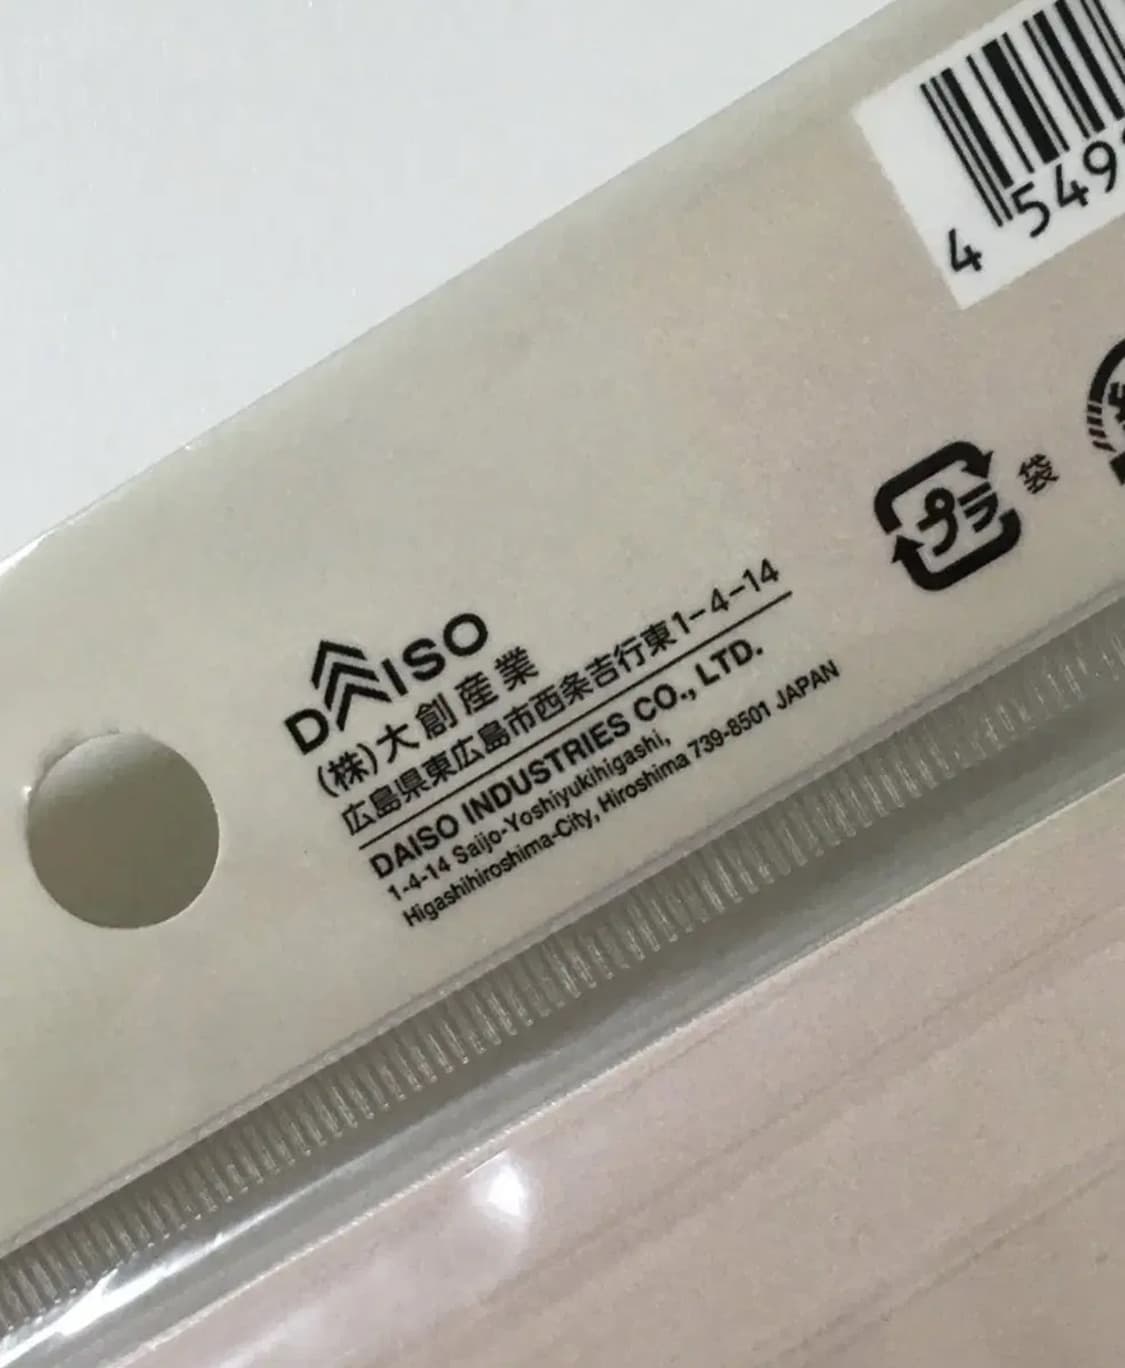 4 549
プラ 袋
DAISO
(株)大創産業
広島県東広島市西条吉行東1-4-14
DAISO INDUSTRIES CO., LTD.
1-4-14 Saijo-Yoshiyukihigashi,
Higashihiroshima-City, Hiroshima 739-8501 JAPAN